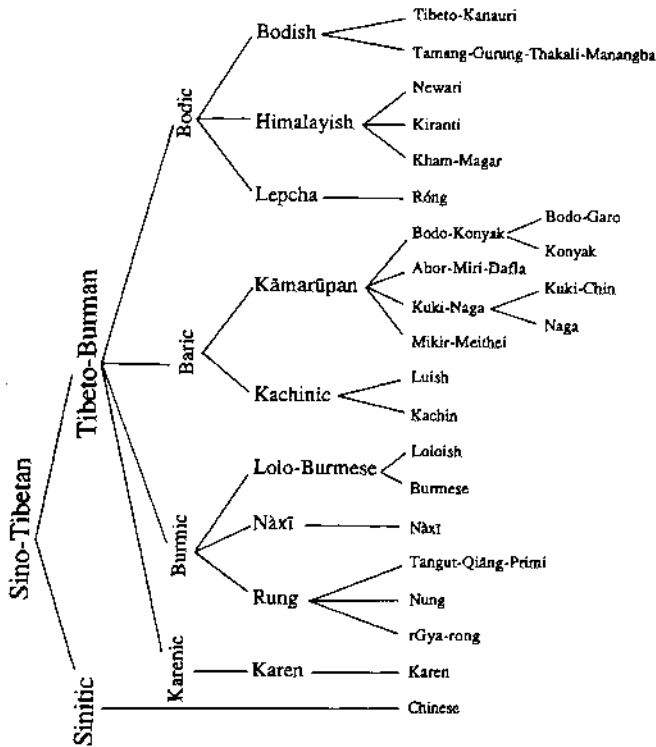 Sino-Tibetan
Tibeto-Burman
Bodic
Bodish
Tibeto-Kanauri
Tamang-Gurung-Thakali-Manangba
Himalayish
Newari
Kiranti
Kham-Magar
Lepcha
Róng
Baric
Kāmarūpan
Bodo-Konyak
Bodo-Garo
Konyak
Abor-Miri-Dafla
Kuki-Naga
Kuki-Chin
Naga
Mikir-Meithei
Kachinic
Luish
Kachin
Burmic
Lolo-Burmese
Loloish
Burmese
Nàxī
Nàxī
Rung
Tangut-Qiāng-Primi
Nung
rGya-rong
Karenic
Karen
Karen
Sinitic
Chinese